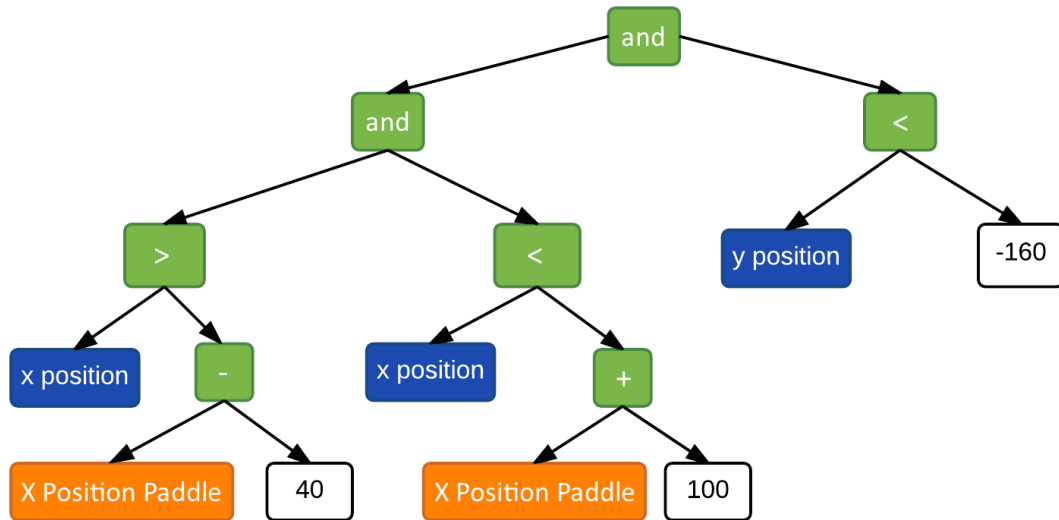 and
and
<
>
<
y position
-160
x position
-
x position
+
X Position Paddle
40
X Position Paddle
100